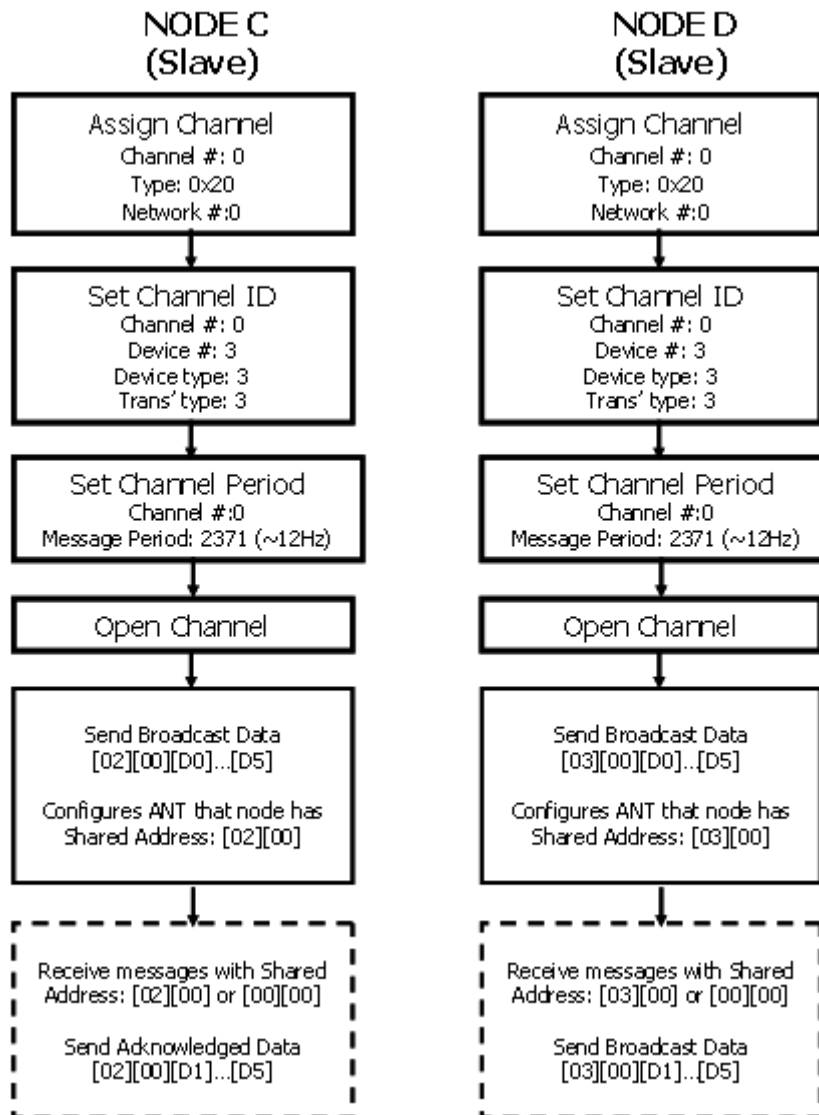 NODE C
(Slave)
Assign Channel
Channel #: 0
Type: 0x20
Network #:0
Set Channel ID
Channel #: 0
Device #: 3
Device type: 3
Trans' type: 3
Set Channel Period
Channel #:0
Message Period: 2371 (~12Hz)
Open Channel
Send Broadcast Data
[02][00][D0]...[D5]
Configures ANT that node has
Shared Address: [02][00]
Receive messages with Shared
Address: [02][00] or [00][00]
Send Acknowledged Data
[02][00][D1]...[D5]
NODE D
(Slave)
Assign Channel
Channel #: 0
Type: 0x20
Network #:0
Set Channel ID
Channel #: 0
Device #: 3
Device type: 3
Trans' type: 3
Set Channel Period
Channel #:0
Message Period: 2371 (~12Hz)
Open Channel
Send Broadcast Data
[03][00][D0]...[D5]
Configures ANT that node has
Shared Address: [03][00]
Receive messages with Shared
Address: [03][00] or [00][00]
Send Broadcast Data
[03][00][D1]...[D5]